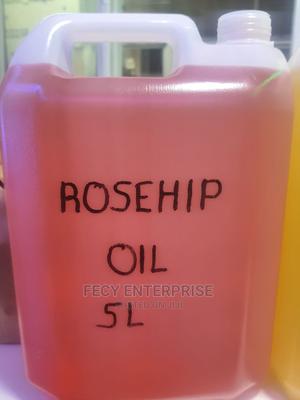 ROSEHIP
OIL
FECY ENTERPRISE
5L